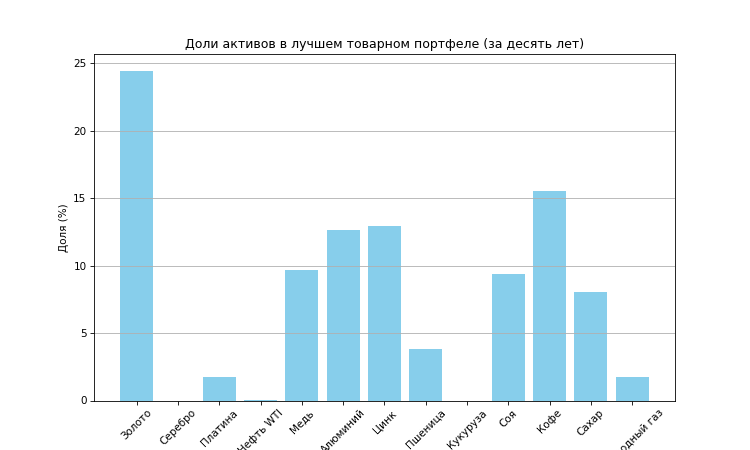 Доли активов в лучшем товарном портфеле (за десять лет)
Доля (%)
25
20
15
10
5
0
Золото
Серебро
Платина
Нефть WTI
Медь
Алюминий
Цинк
Пшеница
Кукуруза
Соя
Кофе
Сахар
газ